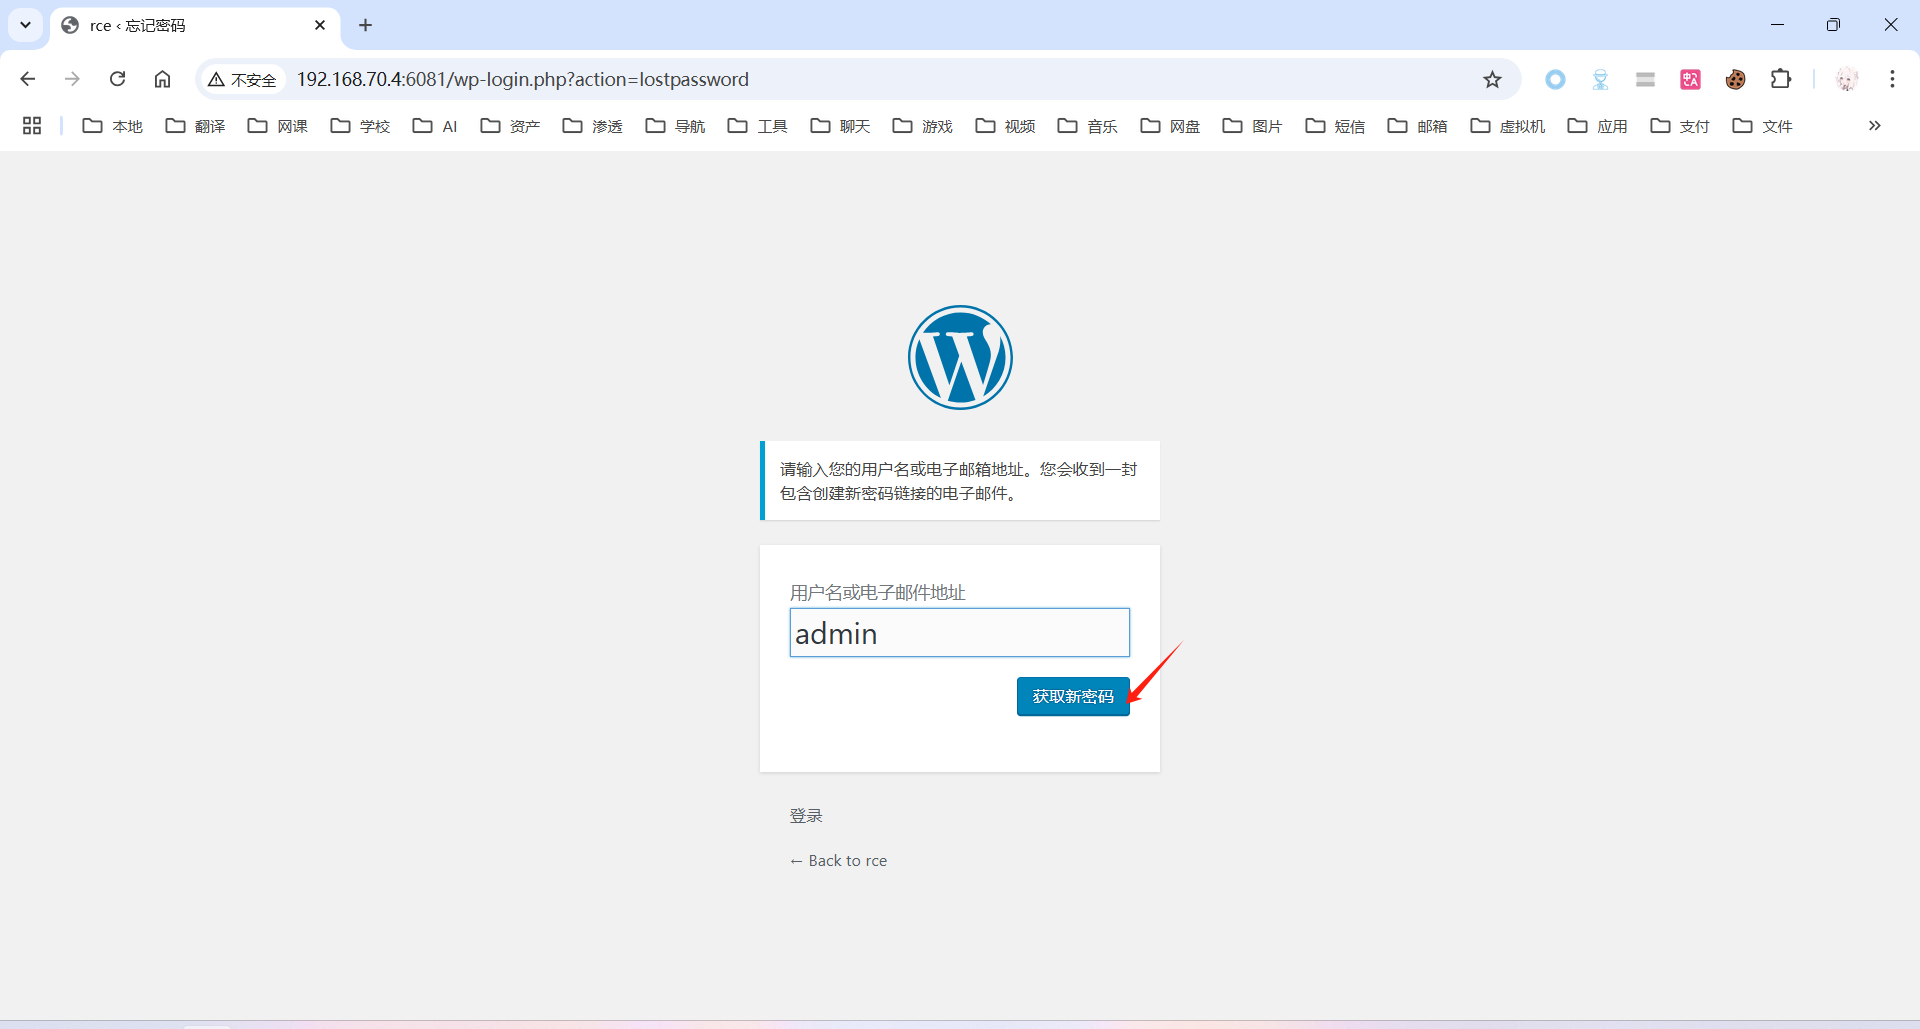 rce ‹ 忘记密码
不安全
192.168.70.4:6081/wp-login.php?action=lostpassword
本地 翻译 网课 学校 AI 资产 渗透 导航 工具 聊天 游戏 视频 音乐 网盘 图片 短信 邮箱 虚拟机 应用 支付 文件
请输入您的用户名或电子邮箱地址。您会收到一封
包含创建新密码链接的电子邮件。
用户名或电子邮件地址
admin
获取新密码
登录
← Back to rce